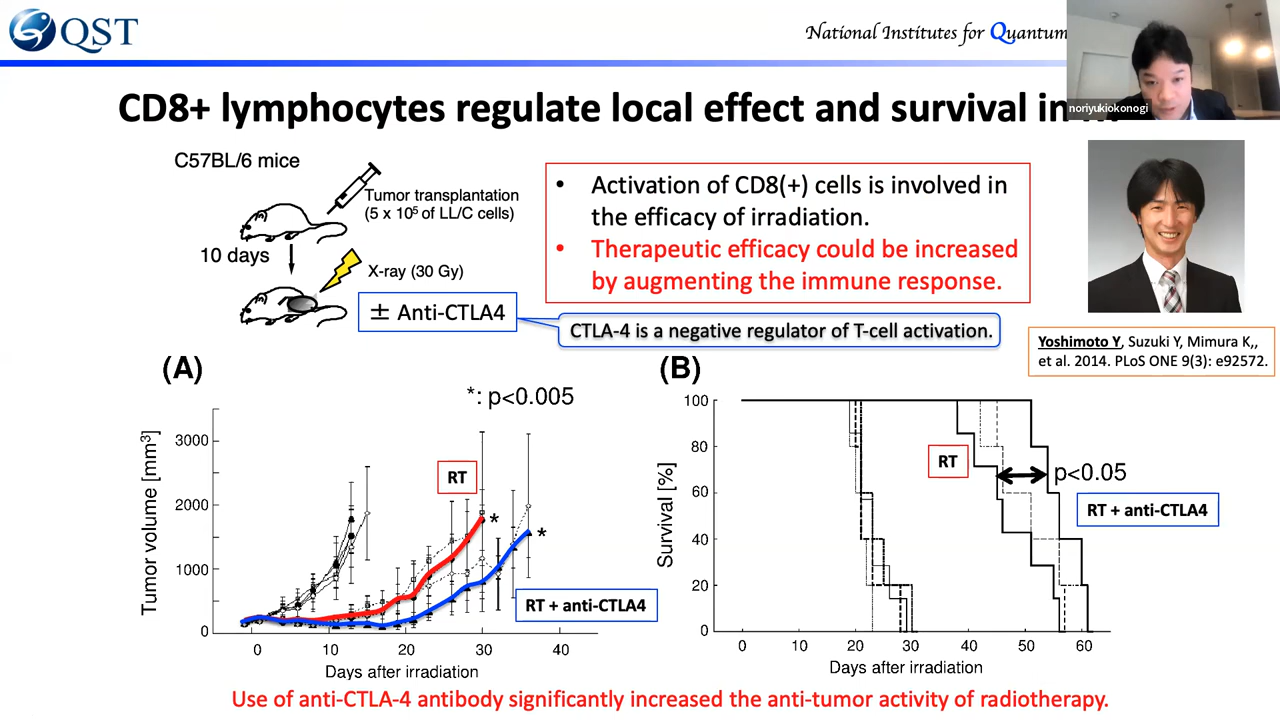 QST
National Institutes for Quantum
noriyukiokonogi
CD8+ lymphocytes regulate local effect and survival in
C57BL/6 mice
Tumor transplantation
(5 x 10⁵ of LL/C cells)
10 days
X-ray (30 Gy)
± Anti-CTLA4
• Activation of CD8(+) cells is involved in
the efficacy of irradiation.
• Therapeutic efficacy could be increased
by augmenting the immune response.
CTLA-4 is a negative regulator of T-cell activation.
Yoshimoto Y, Suzuki Y, Mimura K,,
et al. 2014. PLoS ONE 9(3): e92572.
(A)
*: p<0.005
Tumor volume [mm³]
3000
2000
1000
0
RT
*
*
RT + anti-CTLA4
0 10 20 30 40
Days after irradiation
(B)
Survival [%]
100
80
60
40
20
0
RT
p<0.05
RT + anti-CTLA4
0 10 20 30 40 50 60
Days after irradiation
Use of anti-CTLA-4 antibody significantly increased the anti-tumor activity of radiotherapy.